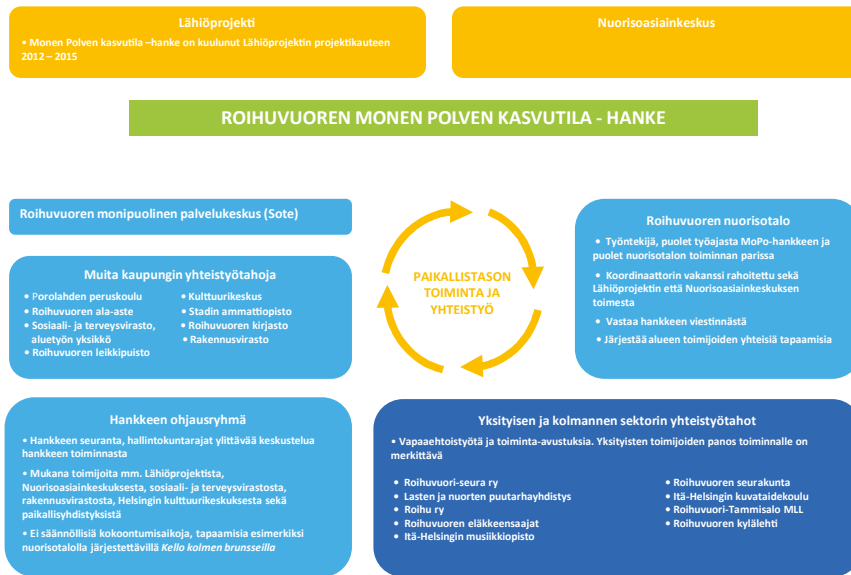 Lähiöprojekti
• Monen Polven kasvutila –hanke on kuulunut Lähiöprojektin projektikauteen
2012 – 2015
Nuorisoasiainkeskus
ROIHUVUOREN MONEN POLVEN KASVUTILA - HANKE
Roihuvuoren monipuolinen palvelukeskus (Sote)
Muita kaupungin yhteistyötahoja
• Porolahden peruskoulu
• Roihuvuoren ala-aste
• Sosiaali- ja terveysvirasto,
aluetyön yksikkö
• Roihuvuoren leikkipuisto
• Kulttuurikeskus
• Stadin ammattiopisto
• Roihuvuoren kirjasto
• Rakennusvirasto
PAIKALLISTASON
TOIMINTA JA
YHTEISTYÖ
Roihuvuoren nuorisotalo
• Työntekijä, puolet työajasta MoPo-hankkeen ja
puolet nuorisotalon toiminnan parissa
• Koordinaattorin vakanssi rahoitettu sekä
Lähiöprojektin että Nuorisoasiainkeskuksen
toimesta
• Vastaa hankkeen viestinnästä
• Järjestää alueen toimijoiden yhteisiä tapaamisia
Hankkeen ohjausryhmä
• Hankkeen seuranta, hallintokuntarajat ylittävää keskustelua
hankkeen toiminnasta
• Mukana toimijoita mm. Lähiöprojektista,
Nuorisoasiainkeskuksesta, sosiaali- ja terveysvirastosta,
rakennusvirastosta, Helsingin kulttuurikeskuksesta sekä
paikallisyhdistyksistä
• Ei säännöllisiä kokoontumisaikoja, tapaamisia esimerkiksi
nuorisotalolla järjestettävillä Kello kolmen brunsseilla
Yksityisen ja kolmannen sektorin yhteistyötahot
• Vapaaehtoistyötä ja toiminta-avustuksia. Yksityisten toimijoiden panos toiminnalle on
merkittävä
• Roihuvuori-seura ry
• Lasten ja nuorten puutarhayhdistys
• Roihu ry
• Roihuvuoren eläkkeensaajat
• Itä-Helsingin musiikkiopisto
• Roihuvuoren seurakunta
• Itä-Helsingin kuvataidekoulu
• Roihuvuori-Tammisalo MLL
• Roihuvuoren kylälehti